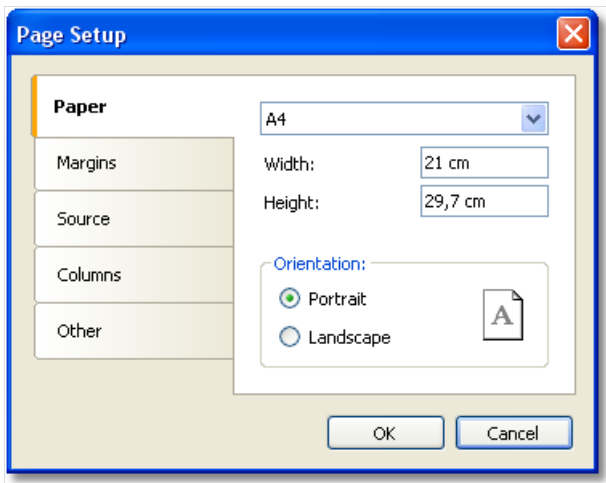 Page Setup
Paper
Margins
Source
Columns
Other
A4
Width: 21 cm
Height: 29,7 cm
Orientation:
Portrait
Landscape
A
OK Cancel